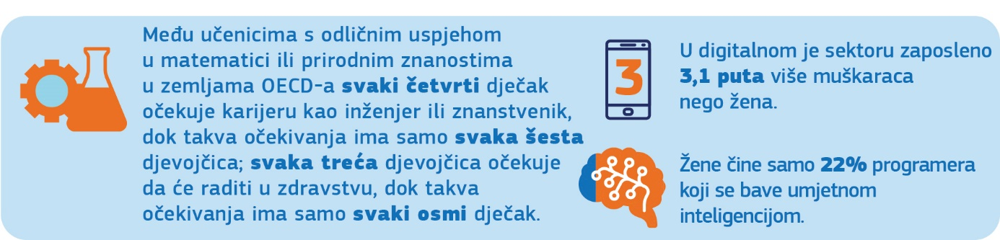 Među učenicima s odličnim uspjehom
u matematici ili prirodnim znanostima
u zemljama OECD-a svaki četvrti dječak
očekuje karijeru kao inženjer ili znanstvenik,
dok takva očekivanja ima samo svaka šesta
djevojčica; svaka treća djevojčica očekuje
da će raditi u zdravstvu, dok takva
očekivanja ima samo svaki osmi dječak.
3
U digitalnom je sektoru zaposleno
3,1 puta više muškaraca
nego žena.
Žene čine samo 22% programera
koji se bave umjetnom
inteligencijom.